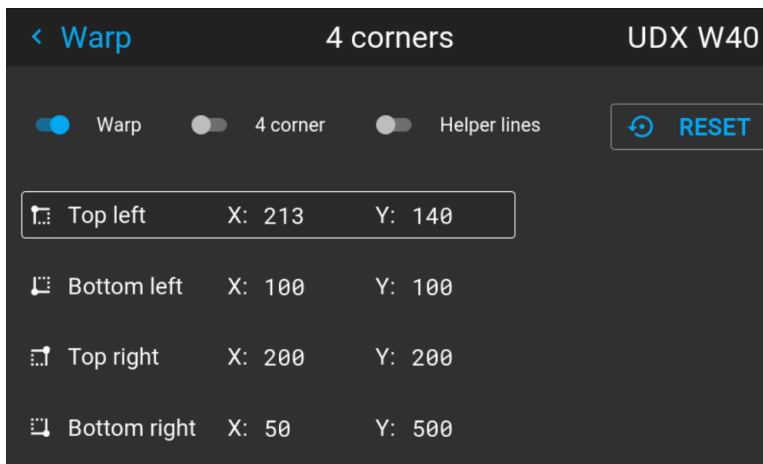 Warp 4 corners UDX W40
Warp 4 corner Helper lines RESET
Top left X: 213 Y: 140
Bottom left X: 100 Y: 100
Top right X: 200 Y: 200
Bottom right X: 50 Y: 500